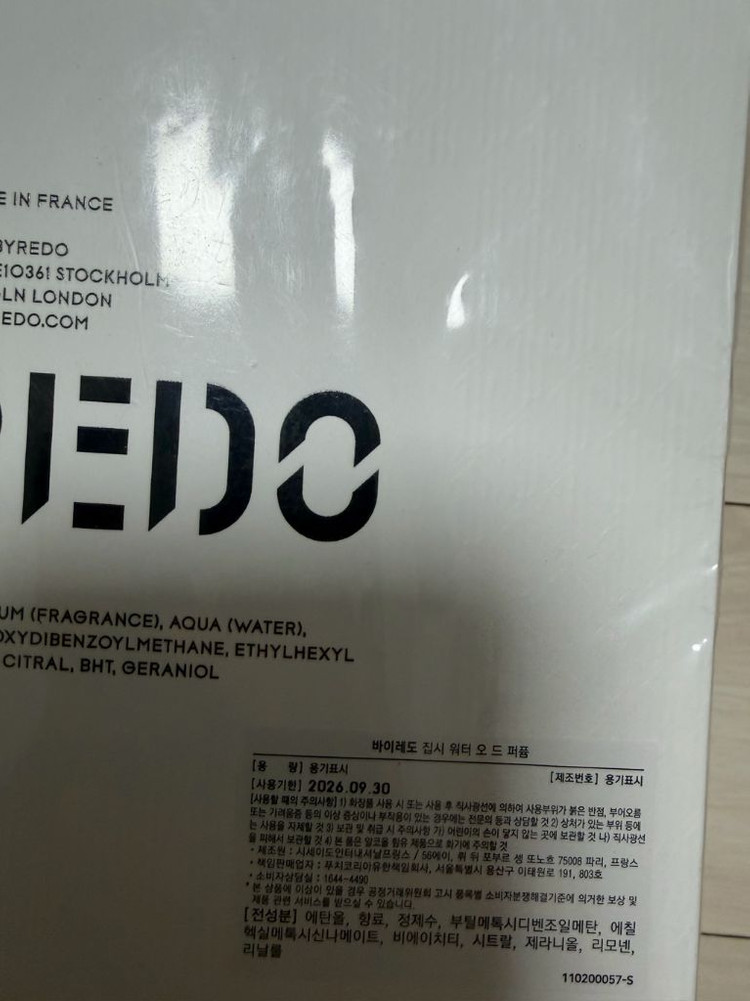 E IN FRANCE
BYREDO
E10361 STOCKHOLM
LN LONDON
EDO.COM
EDO
UM (FRAGRANCE), AQUA (WATER),
OXYDIBENZOYLMETHANE, ETHYLHEXYL
CITRAL, BHT, GERANIOL
바이레도 집시 워터 오 드 퍼퓸
[용 량] 용기표시 [제조번호] 용기표시
[사용기한] 2026.09.30
[사용할 때의 주의사항] 1) 화장품 사용 시 또는 사용 후 직사광선에 의하여 사용부위가 붉은 반점, 부어오름
또는 가려움증 등의 이상 증상이나 부작용이 있는 경우에는 전문의 등과 상담할 것 2) 상처가 있는 부위 등에
는 사용을 자제할 것 3) 보관 및 취급 시 주의사항 가) 어린이의 손이 닿지 않는 곳에 보관할 것 나) 직사광선
을 피해서 보관할 것 4) 본 품은 알코올 함유 제품으로 화기에 주의할 것
• 제조원 : 시세이도인터내셔날프랑스 / 56에이, 뤼 뒤 포부르 셍 또노흐 75008 파리, 프랑스
• 책임판매업자 : 푸치코리아유한책임회사, 서울특별시 용산구 이태원로 191, 803호
• 소비자상담실 : 1644-4490
* 본 상품에 이상이 있을 경우 공정거래위원회 고시 품목별 소비자분쟁해결기준에 의거한 보상 및
제품 관련 서비스를 받으실 수 있습니다.
[전성분] 에탄올, 향료, 정제수, 부틸메톡시디벤조일메탄, 에칠
헥실메톡시신나메이트, 비에이치티, 시트랄, 제라니올, 리모넨,
리날룰
110200057-S